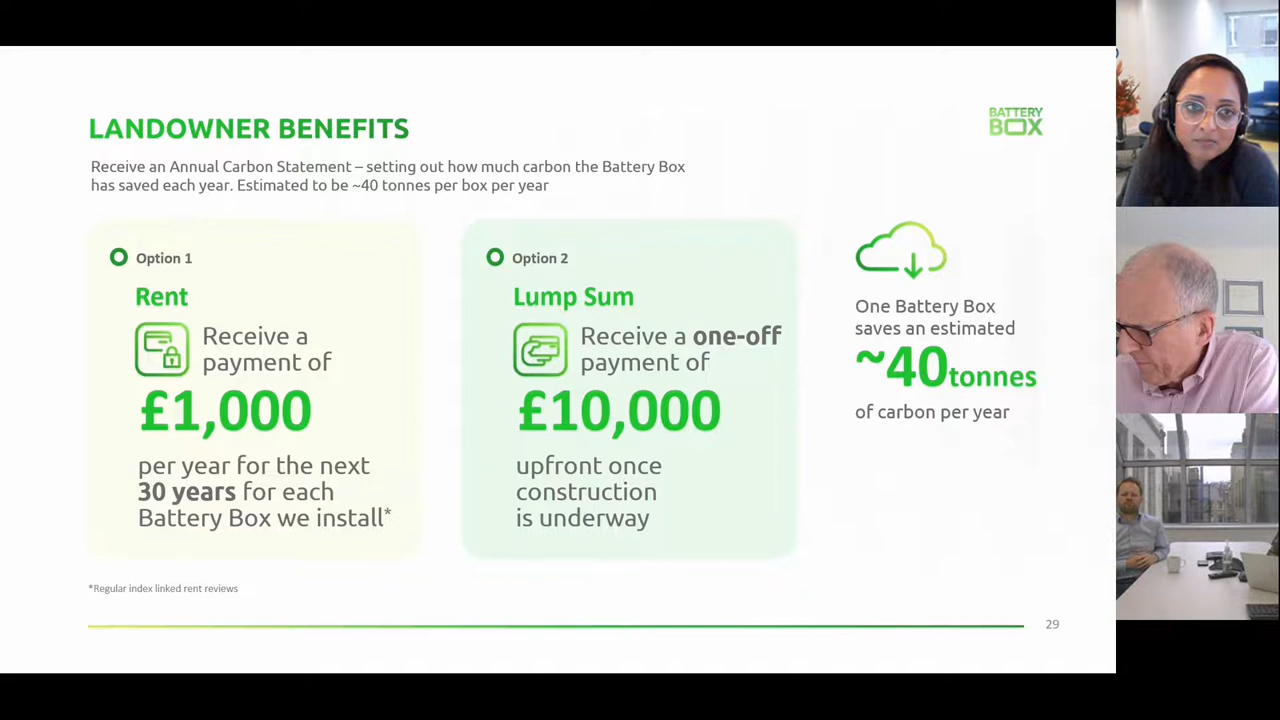 LANDOWNER BENEFITS
BATTERY
BOX
Receive an Annual Carbon Statement – setting out how much carbon the Battery Box
has saved each year. Estimated to be ~40 tonnes per box per year
Option 1
Rent
Receive a
payment of
£1,000
per year for the next
30 years for each
Battery Box we install*
Option 2
Lump Sum
Receive a one-off
payment of
£10,000
upfront once
construction
is underway
One Battery Box
saves an estimated
~40tonnes
of carbon per year
*Regular index linked rent reviews
29